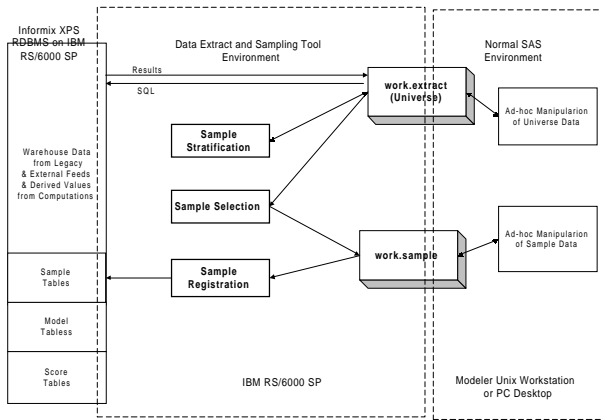 Informix XPS
RDBMS on IBM
RS/6000 SP
Data Extract and Sampling Tool
Environment
Normal SAS
Environment
Results
SQL
work.extract
(Universe)
Ad-hoc Manipularion
of Universe Data
Sample
Stratification
Warehouse Data
from Legacy
& External Feeds
& Derived Values
from Computations
Sample Selection
work.sample
Ad-hoc Manipularion
of Sample Data
Sample
Tables
Sample
Registration
Model
Tabless
Score
Tables
IBM RS/6000 SP
Modeler Unix Workstation
or PC Desktop